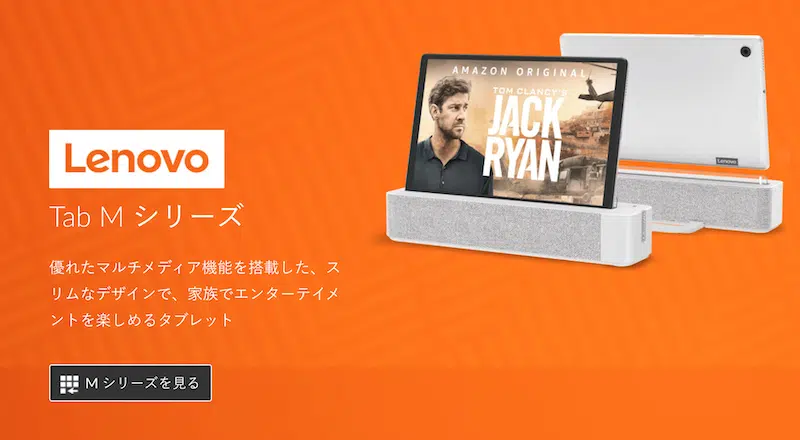 Lenovo
Tab M シリーズ
優れたマルチメディア機能を搭載した、ス
リムなデザインで、家族でエンターテイメ
ントを楽しめるタブレット
M シリーズを見る
AMAZON ORIGINAL
TOM CLANCY'S
JACK
RYAN
Lenovo